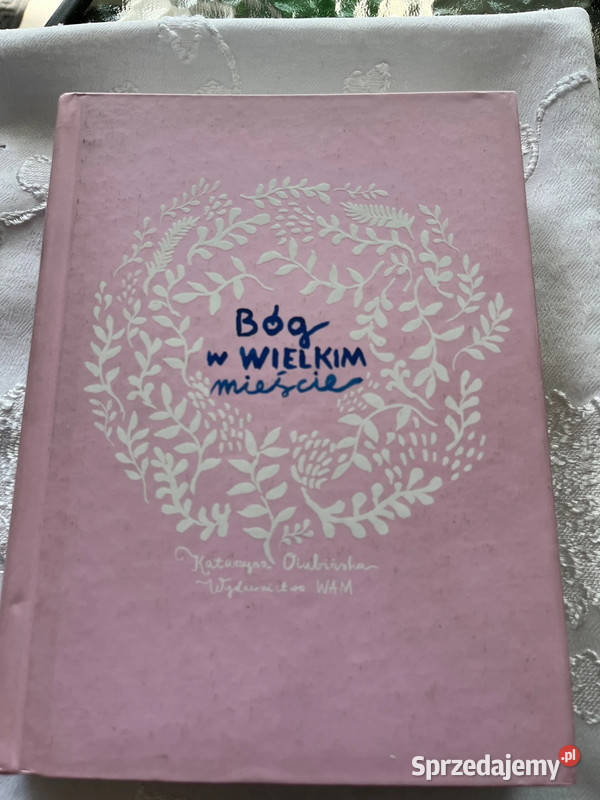 Bóg
w WIELKIM
mieście
Katarzyna Olubińska
Wydawnictwo WAM
Sprzedajemy.pl